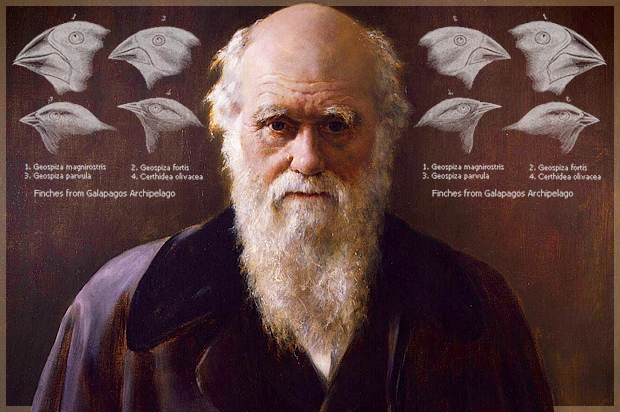 1. Geospiza magnirostris 2. Geospiza fortis
3. Geospiza parvula 4. Certhidea olivacea
Finches from Galapagos Archipelago
1. Geospiza magnirostris 2. Geospiza fortis
3. Geospiza parvula 4. Certhidea olivacea
Finches from Galapagos Archipelago